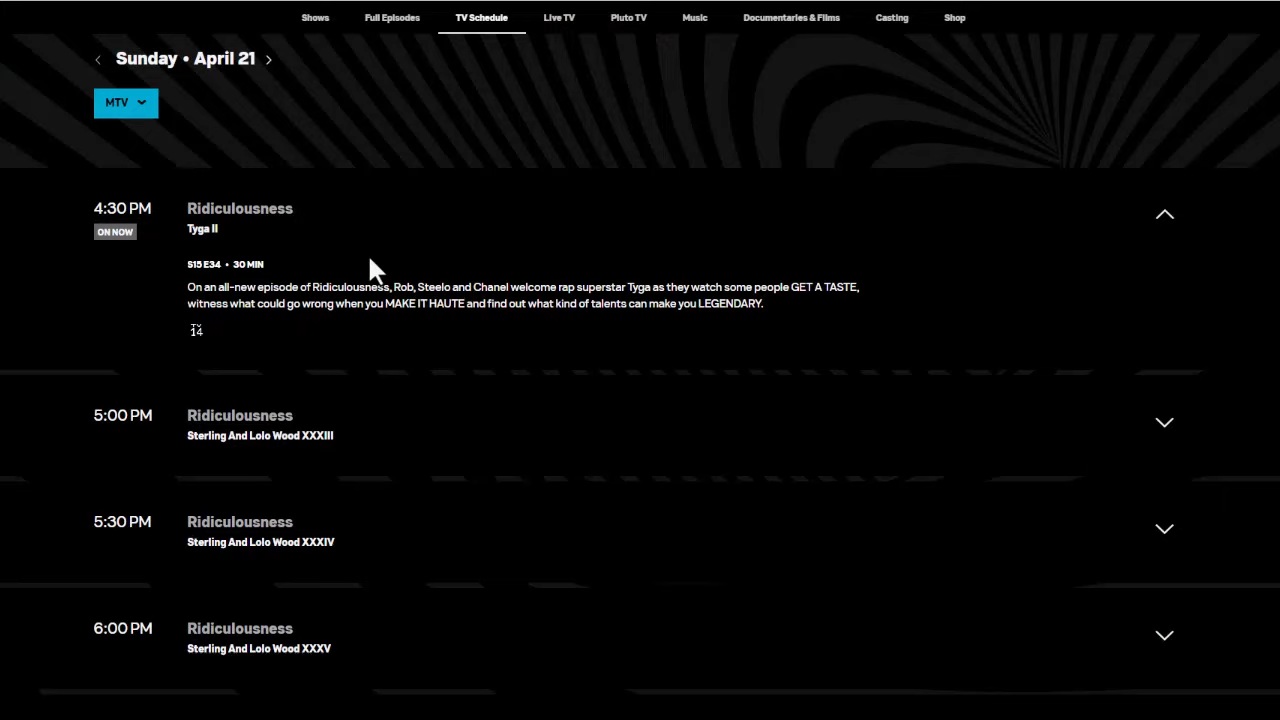 Shows Full Episodes TV Schedule Live TV Pluto TV Music Documentaries & Films Casting Shop
Sunday • April 21
MTV
4:30 PM Ridiculousness
ON NOW Tyga II
S15 E34 • 30 MIN
On an all-new episode of Ridiculousness, Rob, Steelo and Chanel welcome rap superstar Tyga as they watch some people GET A TASTE,
witness what could go wrong when you MAKE IT HAUTE and find out what kind of talents can make you LEGENDARY.
TV
14
5:00 PM Ridiculousness
Sterling And Lolo Wood XXXIII
5:30 PM Ridiculousness
Sterling And Lolo Wood XXXIV
6:00 PM Ridiculousness
Sterling And Lolo Wood XXXV